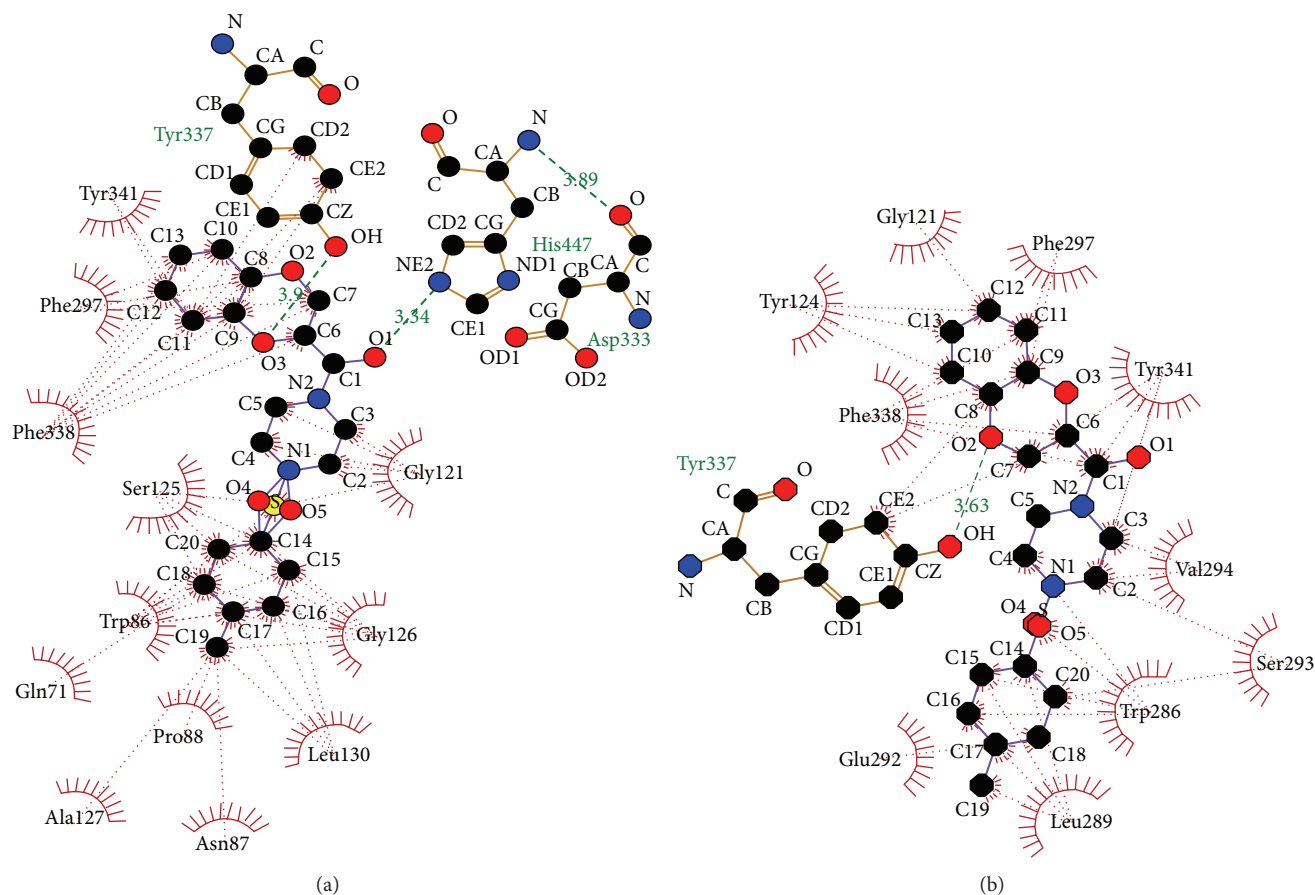 N
CA
C
O
CB
Tyr337
CG
CD2
CD1
CE2
CE1
CZ
OH
O
N
CA
C
CB
3.89
O
CD2
CG
His447
CB
CA
C
NE2
ND1
CG
N
CE1
Asp333
OD1
OD2
Tyr341
C13
C10
C8
O2
3.9
C7
3.34
Phe297
C12
C6
C11
C9
O3
O1
C1
N2
C5
C3
Phe338
C4
N1
C2
Gly121
Ser125
O4
S
O5
C14
C20
C15
C18
C16
Trp86
C17
Gly126
C19
Gln71
Pro88
Leu130
Ala127
Asn87
(a)
Gly121
Phe297
C12
Tyr124
C13
C11
C10
C9
Tyr341
O3
Phe338
C8
C6
O2
O1
C7
C1
Tyr337
O
C
N2
C5
CE2
C3
CD2
3.63
OH
CA
CG
C4
N1
Val294
CE1
CZ
C2
N
CB
O4
S
CD1
O5
C14
C15
C20
Ser293
C16
Trp286
Glu292
C17
C18
C19
Leu289
(b)